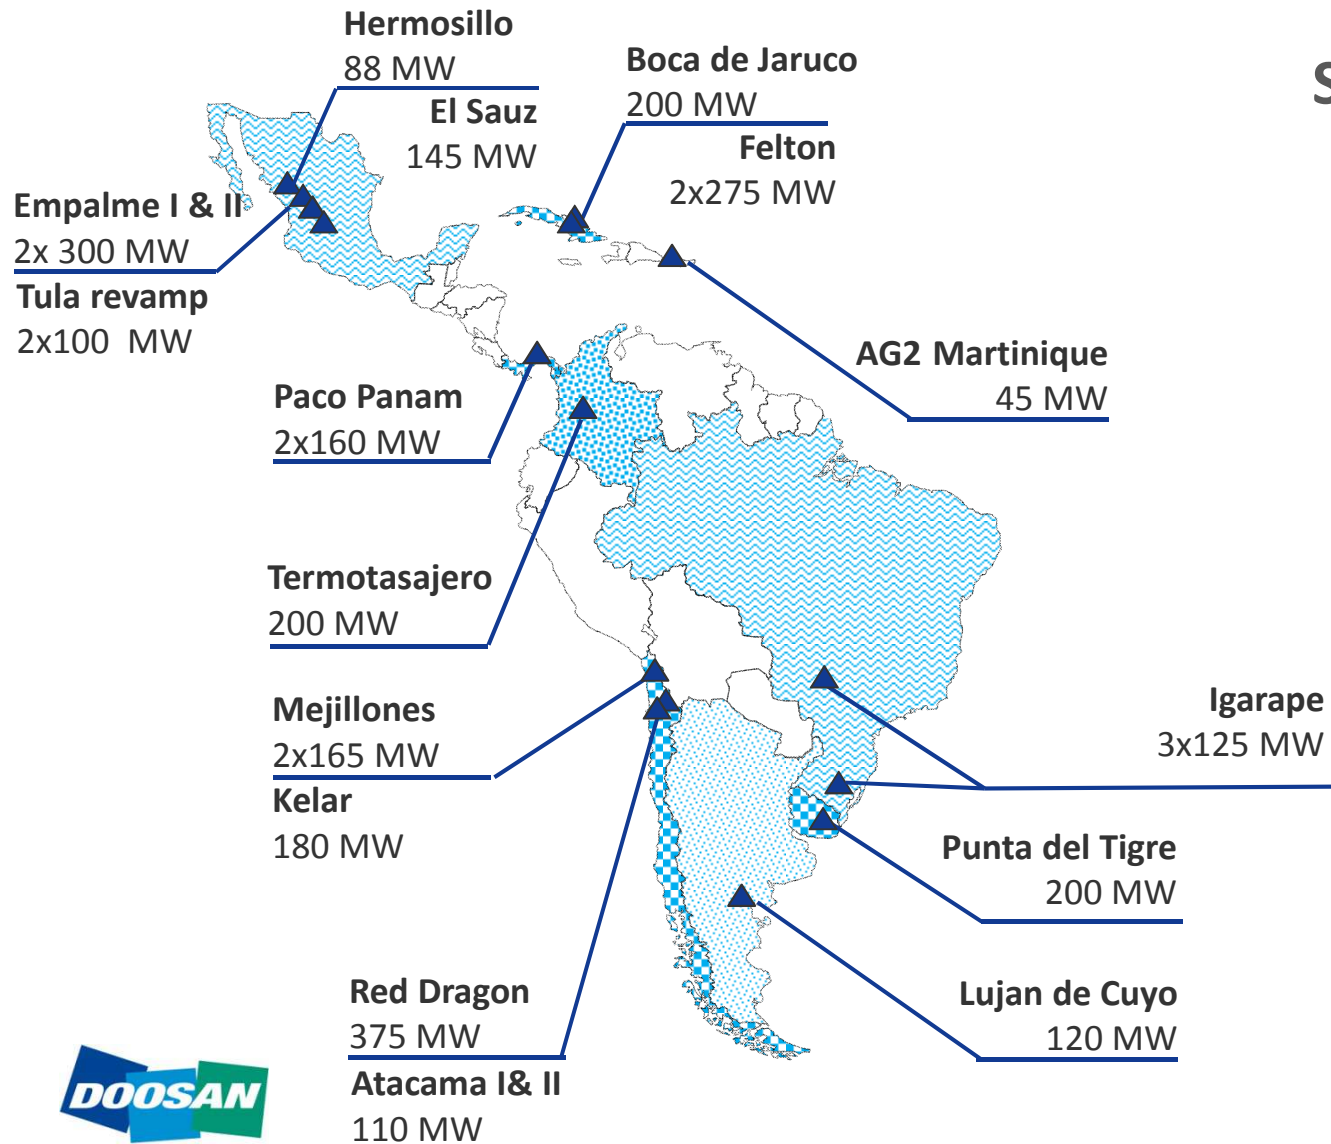 Hermosillo
88 MW
El Sauz
145 MW
Boca de Jaruco
200 MW
Felton
2x275 MW
S
Empalme I & II
2x 300 MW
Tula revamp
2x100 MW
AG2 Martinique
45 MW
Paco Panam
2x160 MW
Termotasajero
200 MW
Mejillones
2x165 MW
Kelar
180 MW
Igarape
3x125 MW
Punta del Tigre
200 MW
Red Dragon
375 MW
Atacama I& II
110 MW
Lujan de Cuyo
120 MW
DOOSAN